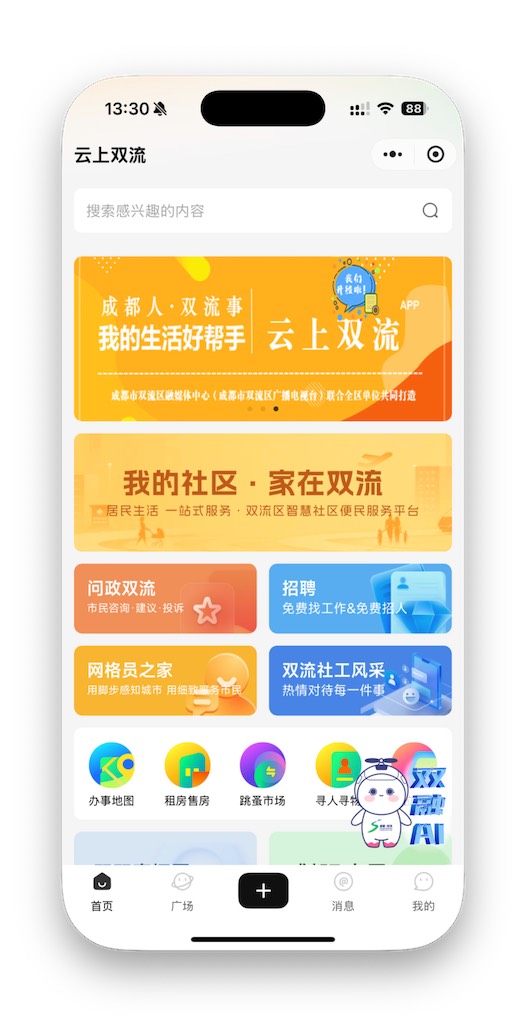 13:30
88
云上双流
搜索感兴趣的内容
我们
升级啦!
成都人·双流事
APP
我的生活好帮手
云上双流
成都市双流区融媒体中心(成都市双流区广播电视台)联合全区单位共同打造
我的社区·家在双流
居民生活 一站式服务·双流区智慧社区便民服务平台
问政双流
市民咨询·建议·投诉
招聘
免费找工作&免费招人
网格员之家
用脚步感知城市 用细致服务市民
双流社工风采
热情对待每一件事
办事地图
租房售房
跳蚤市场
寻人寻物
双融AI
首页
广场
消息
我的